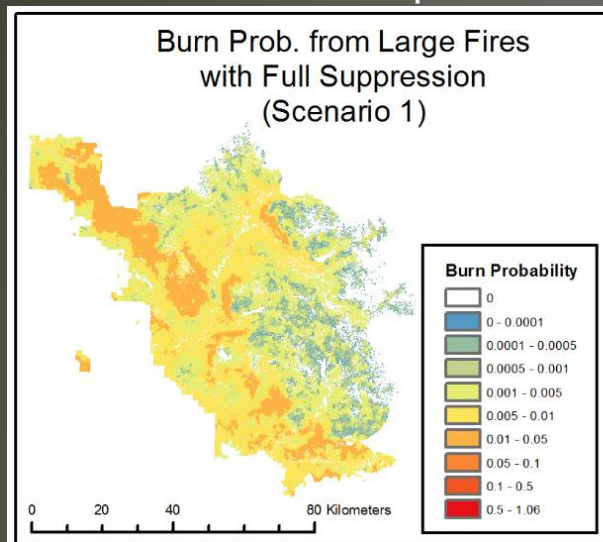 Burn Prob. from Large Fires
with Full Suppression
(Scenario 1)
Burn Probability
0
0 - 0.0001
0.0001 - 0.0005
0.0005 - 0.001
0.001 - 0.005
0.005 - 0.01
0.01 - 0.05
0.05 - 0.1
0.1 - 0.5
0.5 - 1.06
0 20 40 80 Kilometers